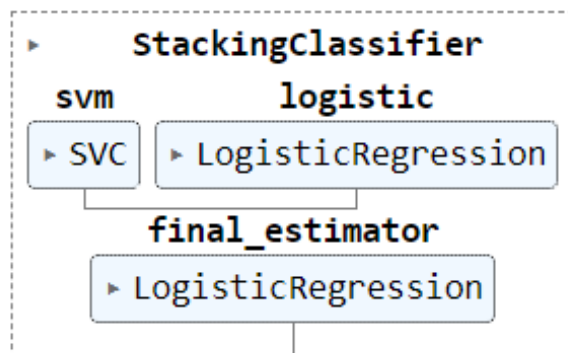 StackingClassifier
svm logistic
SVC LogisticRegression
final_estimator
LogisticRegression